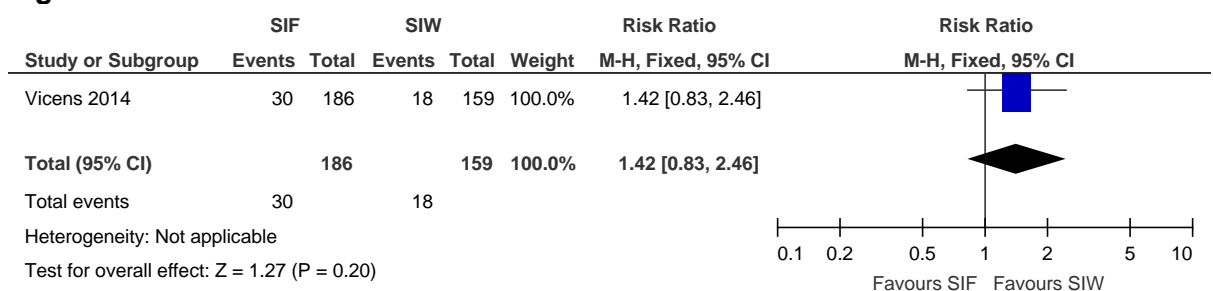 SIF SIW Risk Ratio Risk Ratio
Study or Subgroup Events Total Events Total Weight M-H, Fixed, 95% CI M-H, Fixed, 95% CI
Vicens 2014 30 186 18 159 100.0% 1.42 [0.83, 2.46]
Total (95% CI) 186 159 100.0% 1.42 [0.83, 2.46]
Total events 30 18
Heterogeneity: Not applicable
Test for overall effect: Z = 1.27 (P = 0.20)
0.1 0.2 0.5 1 2 5 10
Favours SIF Favours SIW